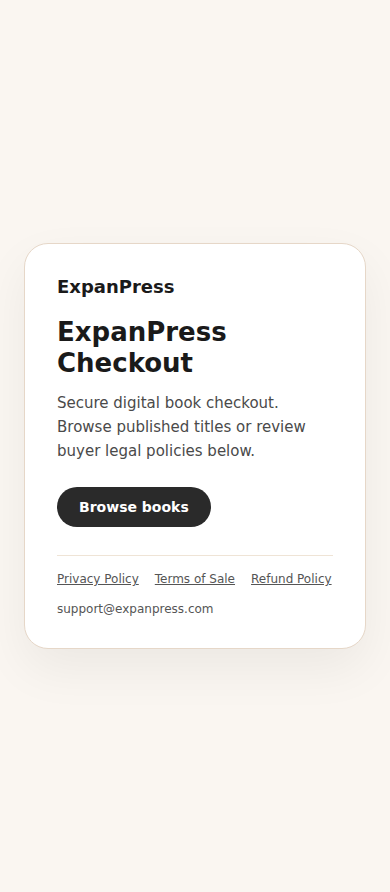 ExpanPress
ExpanPress
Checkout
Secure digital book checkout.
Browse published titles or review
buyer legal policies below.
Browse books
Privacy Policy Terms of Sale Refund Policy
support@expanpress.com